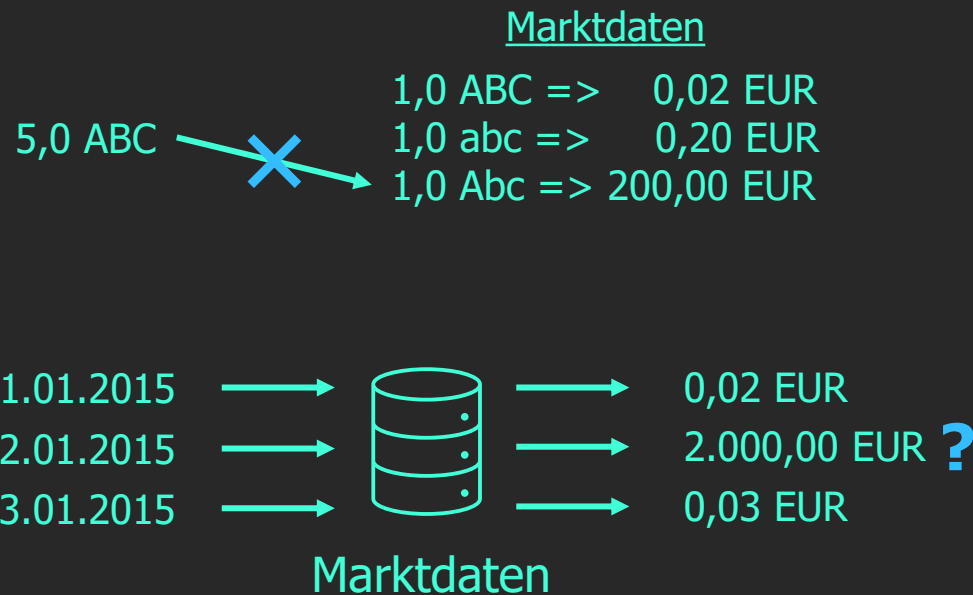 Marktdaten
1,0 ABC => 0,02 EUR
5,0 ABC
1,0 abc => 0,20 EUR
1,0 Abc => 200,00 EUR
1.01.2015
0,02 EUR
2.01.2015
2.000,00 EUR ?
3.01.2015
0,03 EUR
Marktdaten